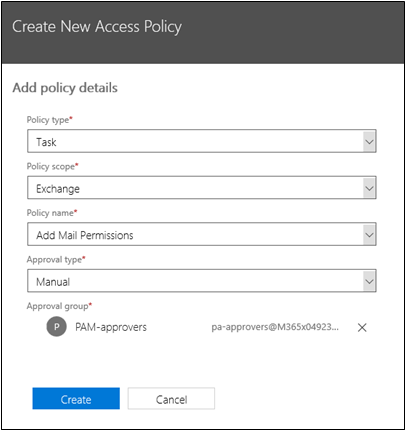 Create New Access Policy
Add policy details
Policy type*
Task
Policy scope*
Exchange
Policy name*
Add Mail Permissions
Approval type*
Manual
Approval group*
P PAM-approvers pa-approvers@M365x04923...
Create Cancel